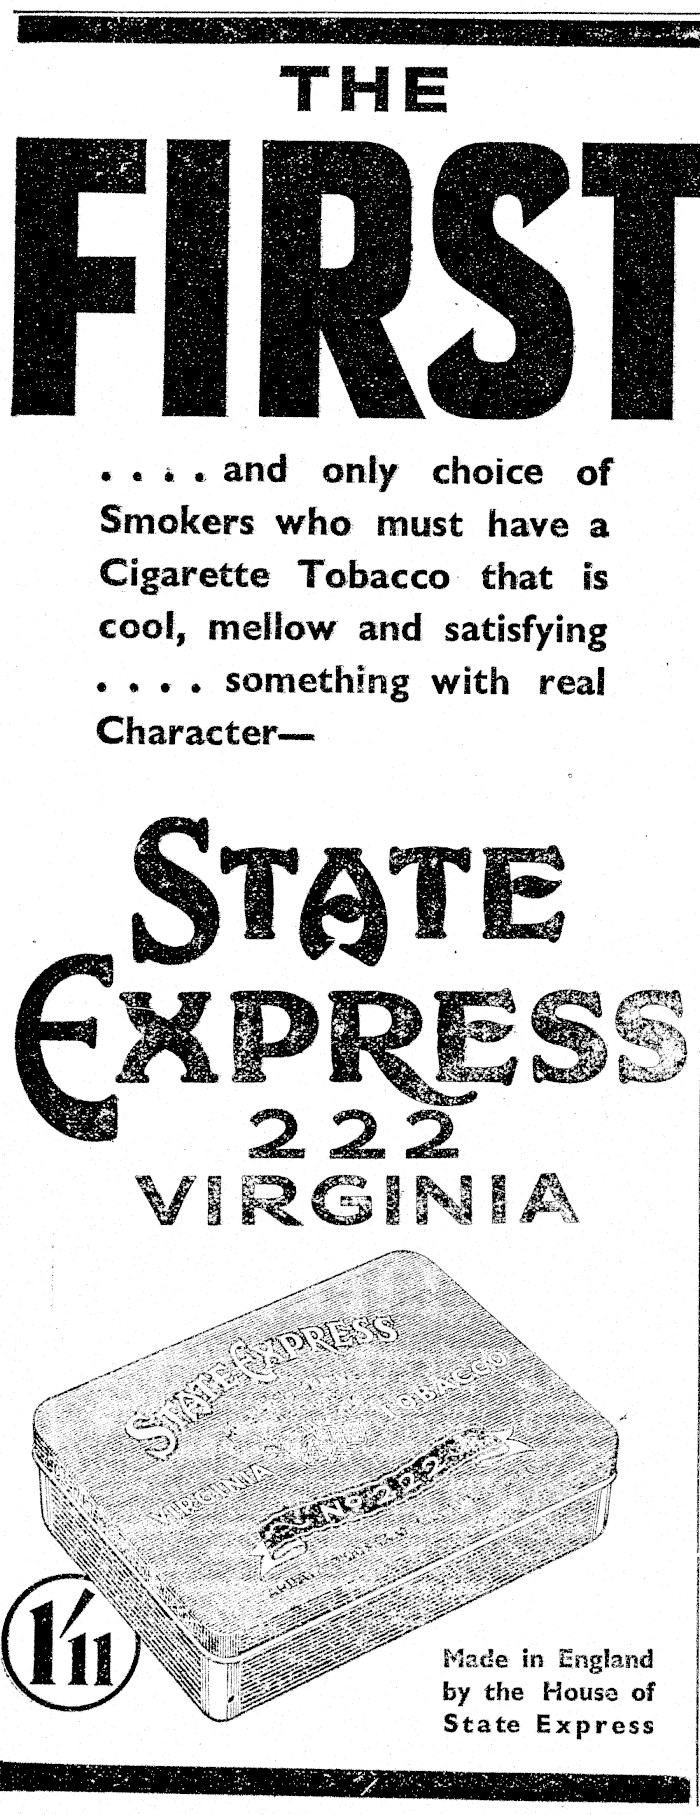 THE
FIRST
. . . . and only choice of
Smokers who must have a
Cigarette Tobacco that is
cool, mellow and satisfying
. . . . something with real
Character—
STATE
EXPRESS
222
VIRGINIA
STATE EXPRESS
VIRGINIA TOBACCO
No 222
1'11
Made in England
by the House of
State Express